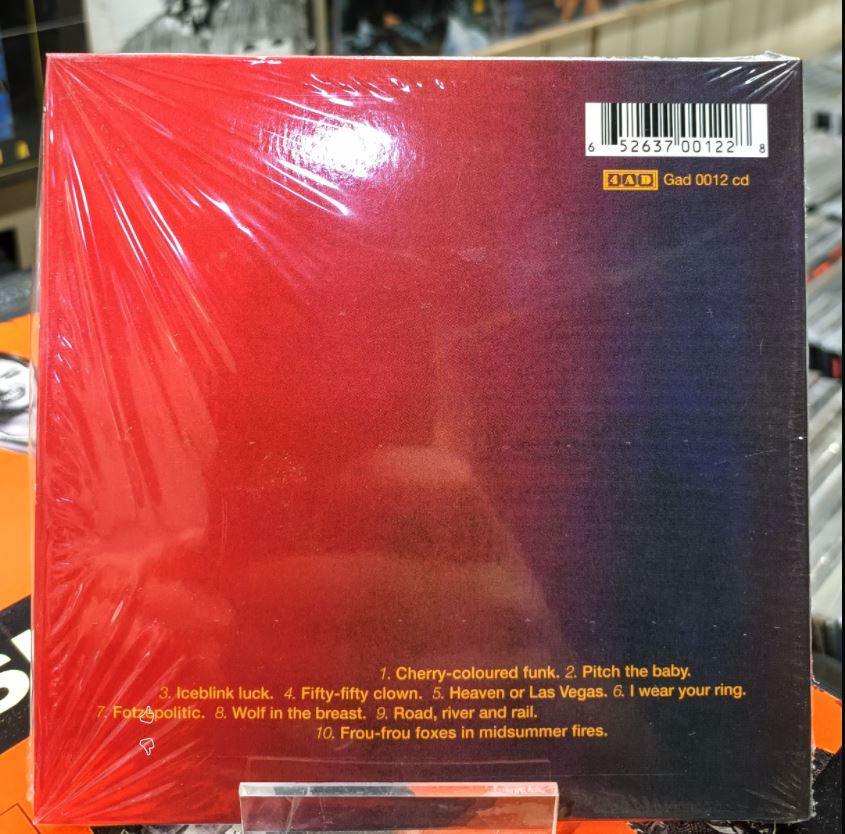 6 52637 00122 8
4AD Gad 0012 cd
1. Cherry-coloured funk. 2. Pitch the baby.
3. Iceblink luck. 4. Fifty-fifty clown. 5. Heaven or Las Vegas. 6. I wear your ring.
7. Fotzepolitic. 8. Wolf in the breast. 9. Road, river and rail.
10. Frou-frou foxes in midsummer fires.